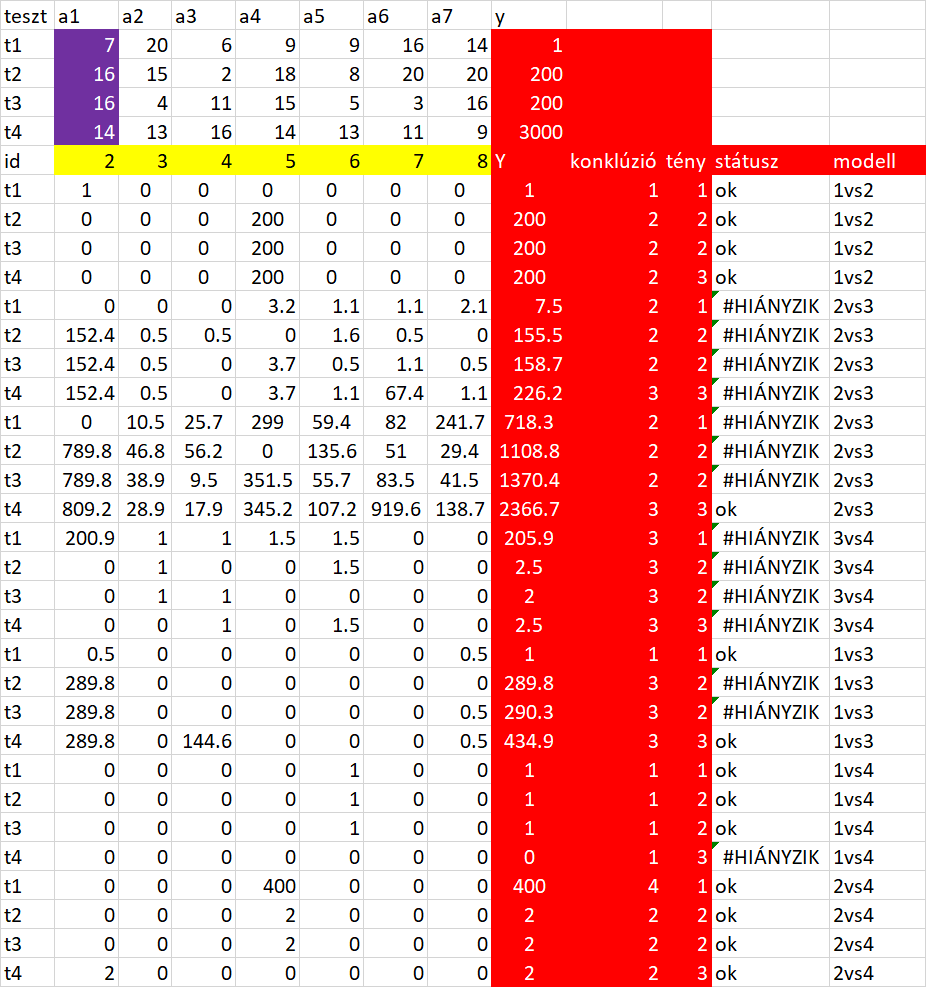 teszt a1 a2 a3 a4 a5 a6 a7 y
t1 7 20 6 9 9 16 14 1
t2 16 15 2 18 8 20 20 200
t3 16 4 11 15 5 3 16 200
t4 14 13 16 14 13 11 9 3000
id 2 3 4 5 6 7 8 Y konklúzió tény státusz modell
t1 1 0 0 0 0 0 0 1 1 1 ok 1vs2
t2 0 0 0 200 0 0 0 200 2 2 ok 1vs2
t3 0 0 0 200 0 0 0 200 2 2 ok 1vs2
t4 0 0 0 200 0 0 0 200 2 3 ok 1vs2
t1 0 0 0 3.2 1.1 1.1 2.1 7.5 2 1 #HIÁNYZIK 2vs3
t2 152.4 0.5 0.5 0 1.6 0.5 0 155.5 2 2 #HIÁNYZIK 2vs3
t3 152.4 0.5 0 3.7 0.5 1.1 0.5 158.7 2 2 #HIÁNYZIK 2vs3
t4 152.4 0.5 0 3.7 1.1 67.4 1.1 226.2 3 3 #HIÁNYZIK 2vs3
t1 0 10.5 25.7 299 59.4 82 241.7 718.3 2 1 #HIÁNYZIK 2vs3
t2 789.8 46.8 56.2 0 135.6 51 29.4 1108.8 2 2 #HIÁNYZIK 2vs3
t3 789.8 38.9 9.5 351.5 55.7 83.5 41.5 1370.4 2 2 #HIÁNYZIK 2vs3
t4 809.2 28.9 17.9 345.2 107.2 919.6 138.7 2366.7 3 3 ok 2vs3
t1 200.9 1 1 1.5 1.5 0 0 205.9 3 1 #HIÁNYZIK 3vs4
t2 0 1 0 0 1.5 0 0 2.5 3 2 #HIÁNYZIK 3vs4
t3 0 1 1 0 0 0 0 2 3 2 #HIÁNYZIK 3vs4
t4 0 0 1 0 1.5 0 0 2.5 3 3 #HIÁNYZIK 3vs4
t1 0.5 0 0 0 0 0 0.5 1 1 1 ok 1vs3
t2 289.8 0 0 0 0 0 0 289.8 3 2 #HIÁNYZIK 1vs3
t3 289.8 0 0 0 0 0 0.5 290.3 3 2 #HIÁNYZIK 1vs3
t4 289.8 0 144.6 0 0 0 0.5 434.9 3 3 ok 1vs3
t1 0 0 0 0 1 0 0 1 1 1 ok 1vs4
t2 0 0 0 0 1 0 0 1 1 2 ok 1vs4
t3 0 0 0 0 1 0 0 1 1 2 ok 1vs4
t4 0 0 0 0 0 0 0 0 1 3 #HIÁNYZIK 1vs4
t1 0 0 0 400 0 0 0 400 4 1 ok 2vs4
t2 0 0 0 2 0 0 0 2 2 2 ok 2vs4
t3 0 0 0 2 0 0 0 2 2 2 ok 2vs4
t4 2 0 0 0 0 0 0 2 2 3 ok 2vs4